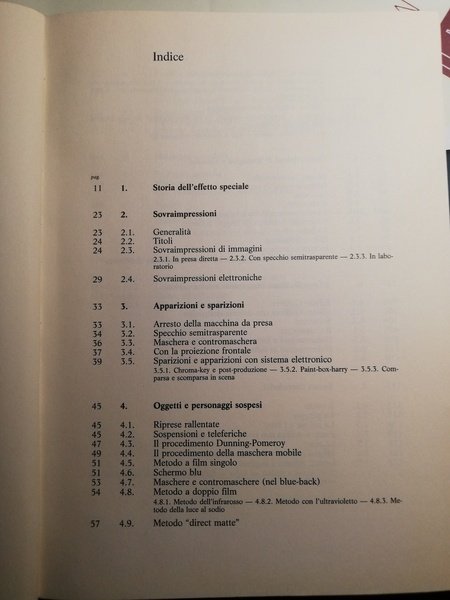 Indice
pag.
11 1. Storia dell'effetto speciale
23 2. Sovraimpressioni
23 2.1. Generalità
24 2.2. Titoli
24 2.3. Sovraimpressioni di immagini
2.3.1. In presa diretta — 2.3.2. Con specchio semitrasparente — 2.3.3. In labo-
ratorio
29 2.4. Sovraimpressioni elettroniche
33 3. Apparizioni e sparizioni
33 3.1. Arresto della macchina da presa
34 3.2. Specchio semitrasparente
36 3.3. Maschera e contromaschera
37 3.4. Con la proiezione frontale
39 3.5. Sparizioni e apparizioni con sistema elettronico
3.5.1. Chroma-key e post-produzione — 3.5.2. Paint-box-harry — 3.5.3. Com-
parsa e scomparsa in scena
45 4. Oggetti e personaggi sospesi
45 4.1. Riprese rallentate
45 4.2. Sospensioni e teleferiche
47 4.3. Il procedimento Dunning-Pomeroy
49 4.4. Il procedimento della maschera mobile
51 4.5. Metodo a film singolo
51 4.6. Schermo blu
53 4.7. Maschere e contromaschere (nel blue-back)
54 4.8. Metodo a doppio film
4.8.1. Metodo dell'infrarosso — 4.8.2. Metodo con l'ultravioletto — 4.8.3. Me-
todo della luce al sodio
57 4.9. Metodo "direct matte"